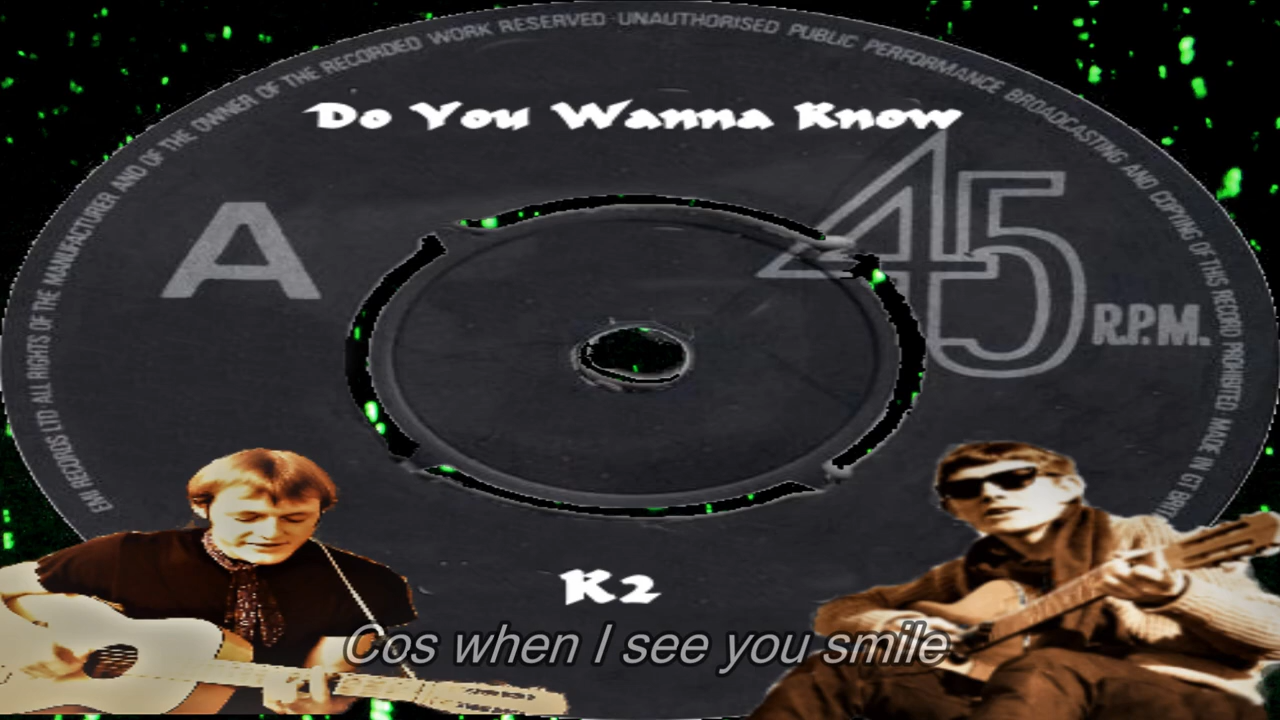 EMI RECORDS LTD ALL RIGHTS OF THE MANUFACTURER AND OF THE OWNER OF THE RECORDED WORK RESERVED UNAUTHORISED PUBLIC PERFORMANCE BROADCASTING AND COPYING OF THIS RECORD PROHIBITED MADE IN GT BRIT
Do You Wanna Know
A
45
R.P.M.
K2
Cos when I see you smile